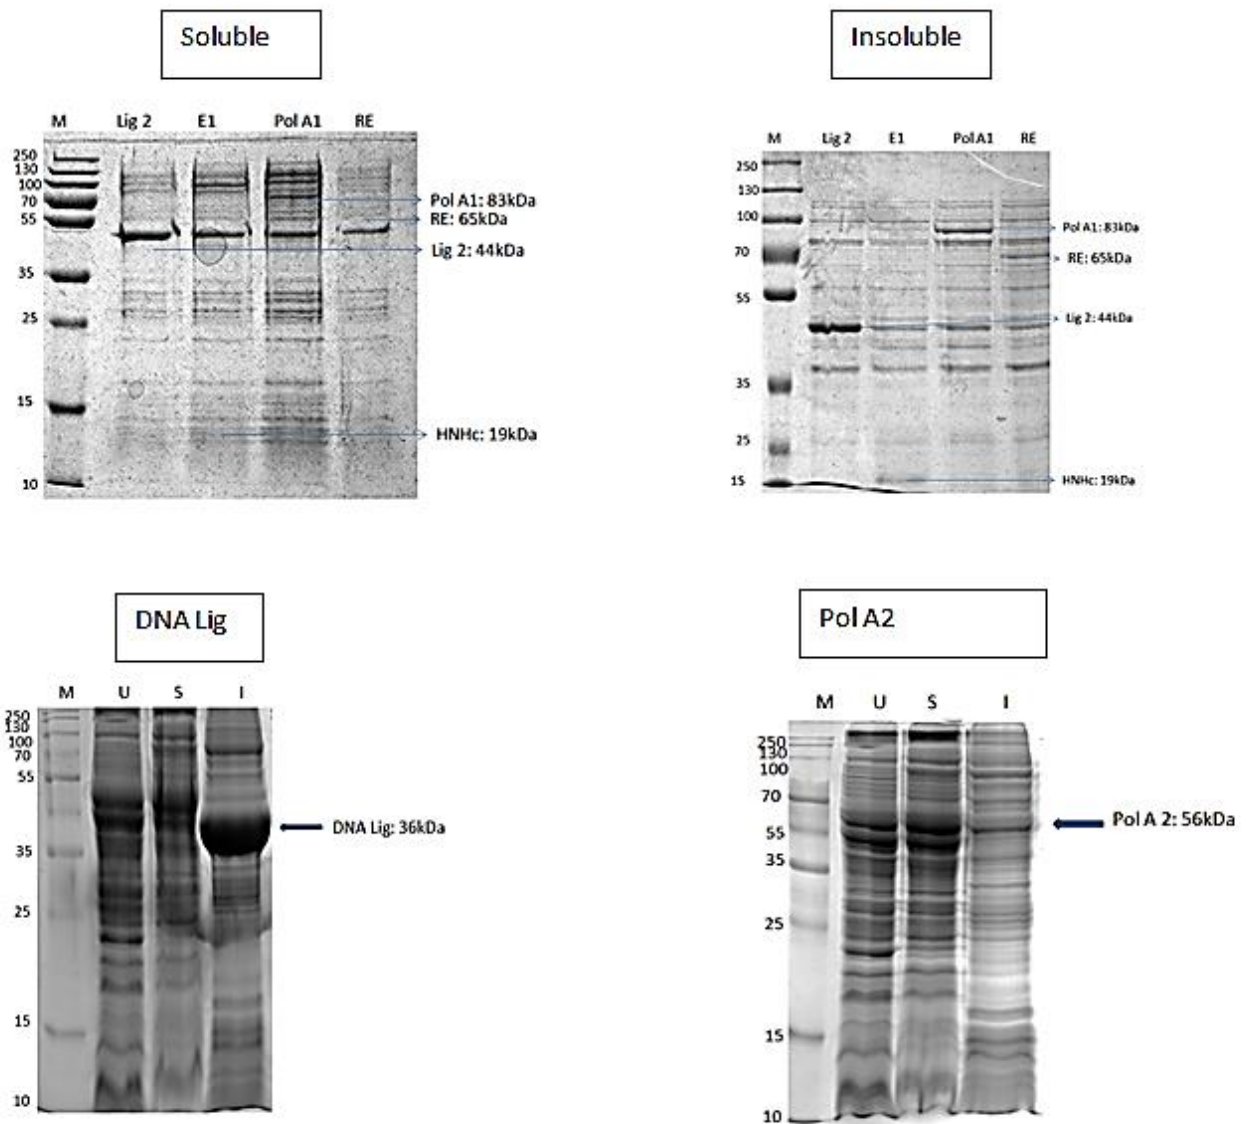 Soluble
M Lig 2 E1 Pol A1 RE
250
130
100
70
55
35
25
15
10
Pol A1: 83kDa
RE: 65kDa
Lig 2: 44kDa
HNHc: 19kDa
Insoluble
M Lig 2 E1 Pol A1 RE
250
130
100
70
55
35
25
15
Pol A1: 83kDa
RE: 65kDa
Lig 2: 44kDa
HNHc: 19kDa
DNA Lig
M U S I
250
130
100
70
55
35
25
15
10
DNA Lig: 36kDa
Pol A2
M U S I
250
130
100
70
55
35
25
15
10
Pol A 2: 56kDa